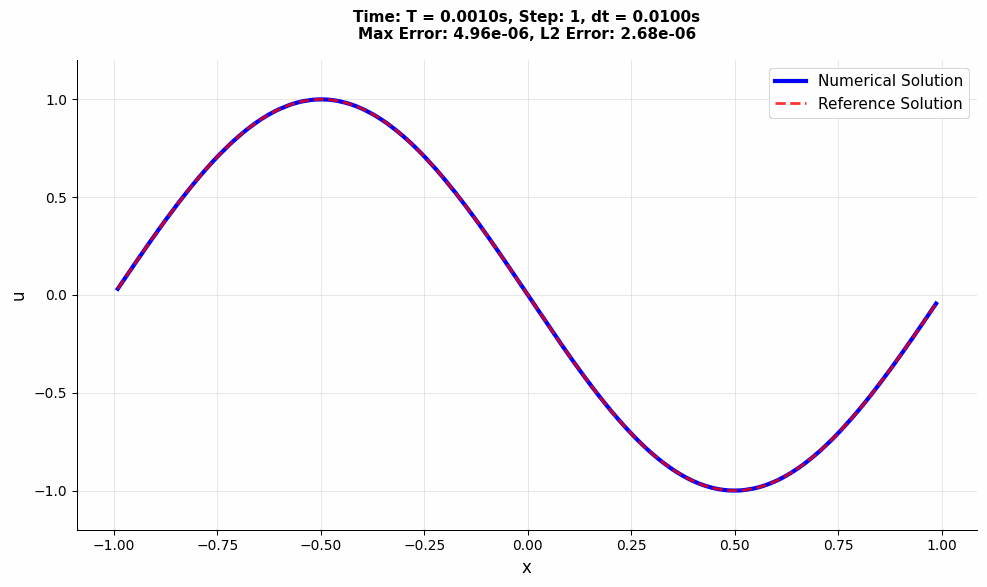 Time: T = 0.0010s, Step: 1, dt = 0.0100s
Max Error: 4.96e-06, L2 Error: 2.68e-06
Numerical Solution
Reference Solution
1.0
0.5
0.0
−0.5
−1.0
u
−1.00 −0.75 −0.50 −0.25 0.00 0.25 0.50 0.75 1.00
x